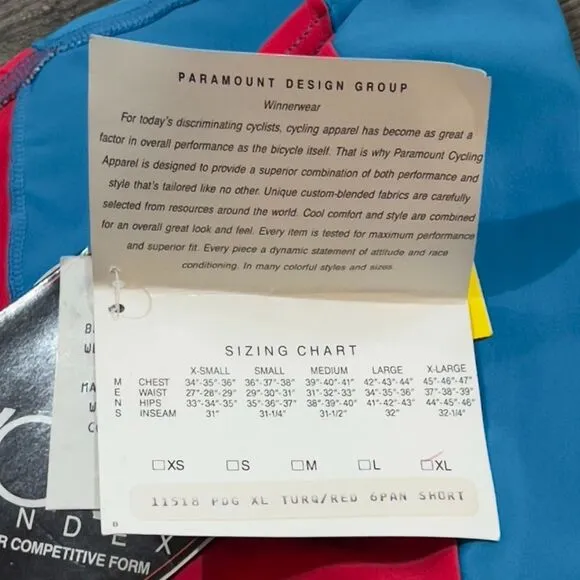 PARAMOUNT DESIGN GROUP
Winnerwear
For today's discriminating cyclists, cycling apparel has become as great a
factor in overall performance as the bicycle itself. That is why Paramount Cycling
Apparel is designed to provide a superior combination of both performance and
style that's tailored like no other. Unique custom-blended fabrics are carefully
selected from resources around the world. Cool comfort and style are combined
for an overall great look and feel. Every item is tested for maximum performance
and superior fit. Every piece a dynamic statement of attitude and race
conditioning. In many colorful styles and sizes.
SIZING CHART
X-SMALL SMALL MEDIUM LARGE X-LARGE
M CHEST 34"-35"-36" 36"-37"-38" 39"-40"-41" 42"-43"-44" 45"-46"-47"
E WAIST 27"-28"-29" 29"-30"-31" 31"-32"-33" 34"-35"-36" 37"-38"-39"
N HIPS 33"-34"-35" 35"-36"-37" 38"-39"-40" 41"-42"-43" 44"-45"-46"
S INSEAM 31" 31-1/4" 31-1/2" 32" 32-1/4"
XS S M L XL
11518 PDG XL TURQ/RED 6PAN SHORT
8
WE
MA
W
CO
NDEX
R COMPETITIVE FORM